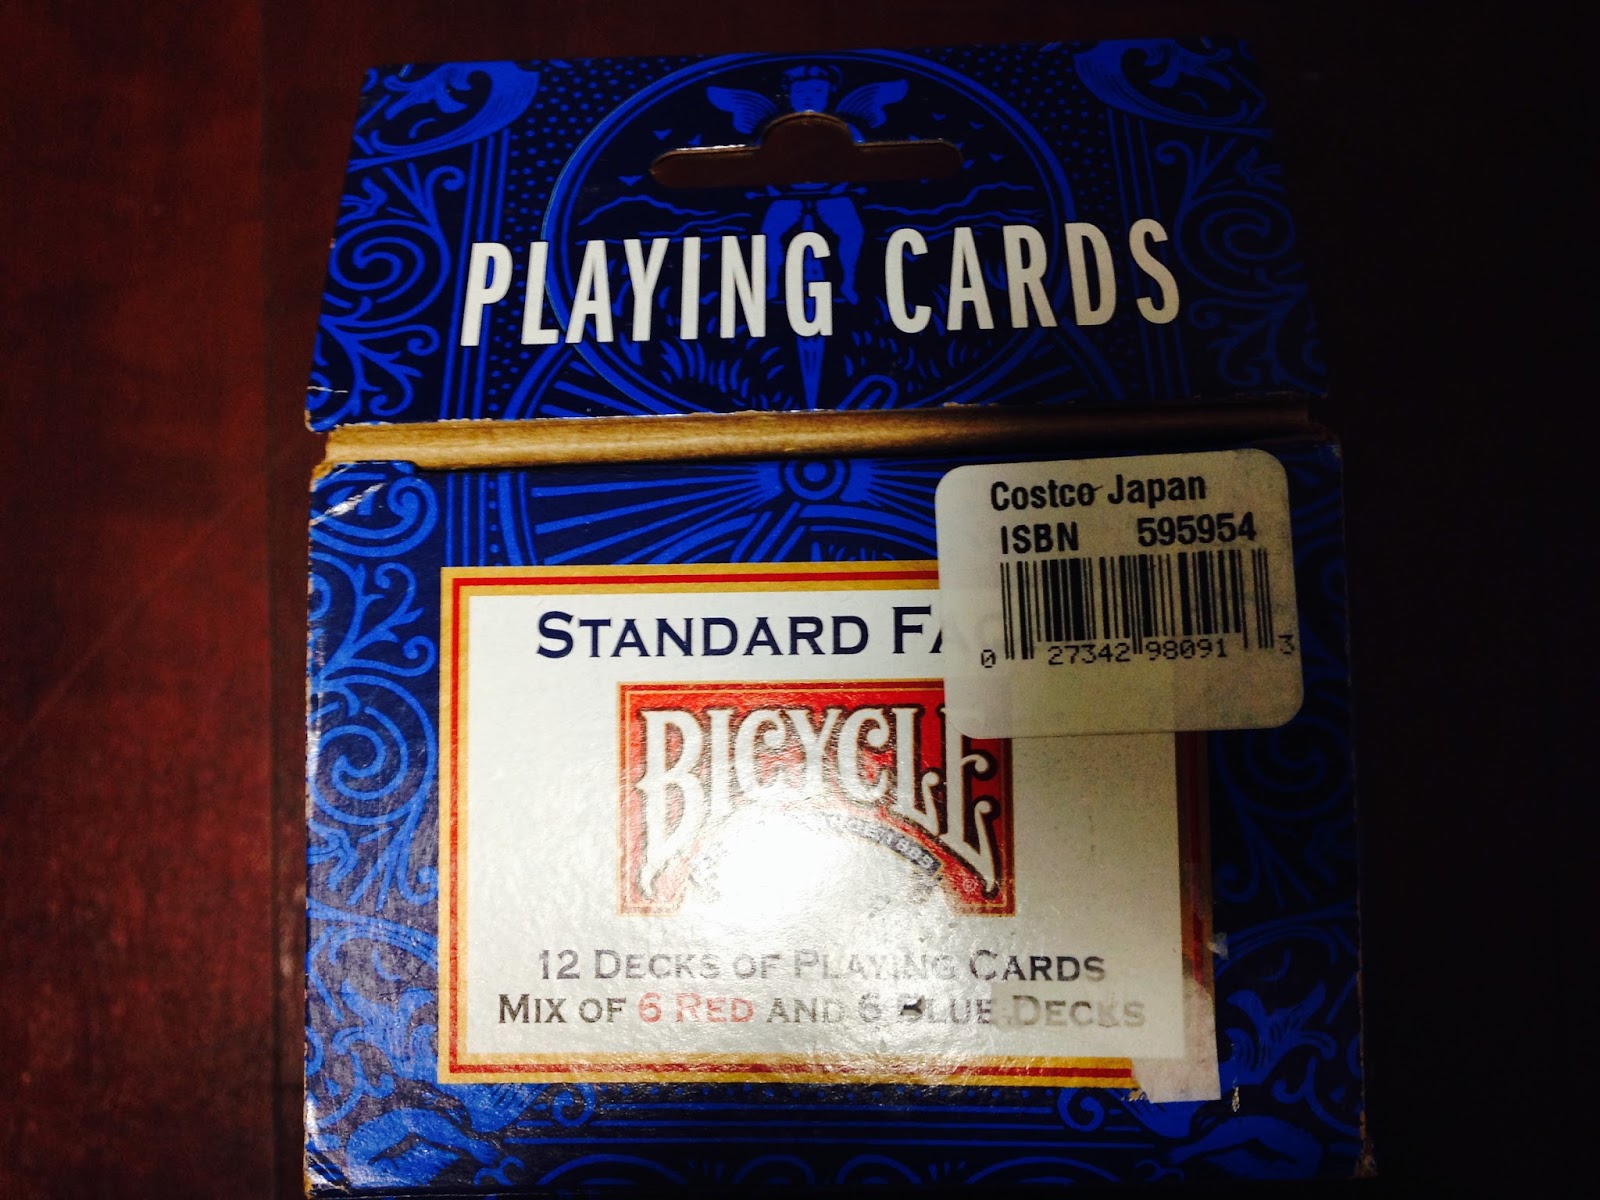 PLAYING CARDS
Costco Japan
ISBN 595954
0 27342 98091 3
STANDARD FA
BICYCLE
12 DECKS OF PLAYING CARDS
MIX OF 6 RED AND 6 BLUE DECKS